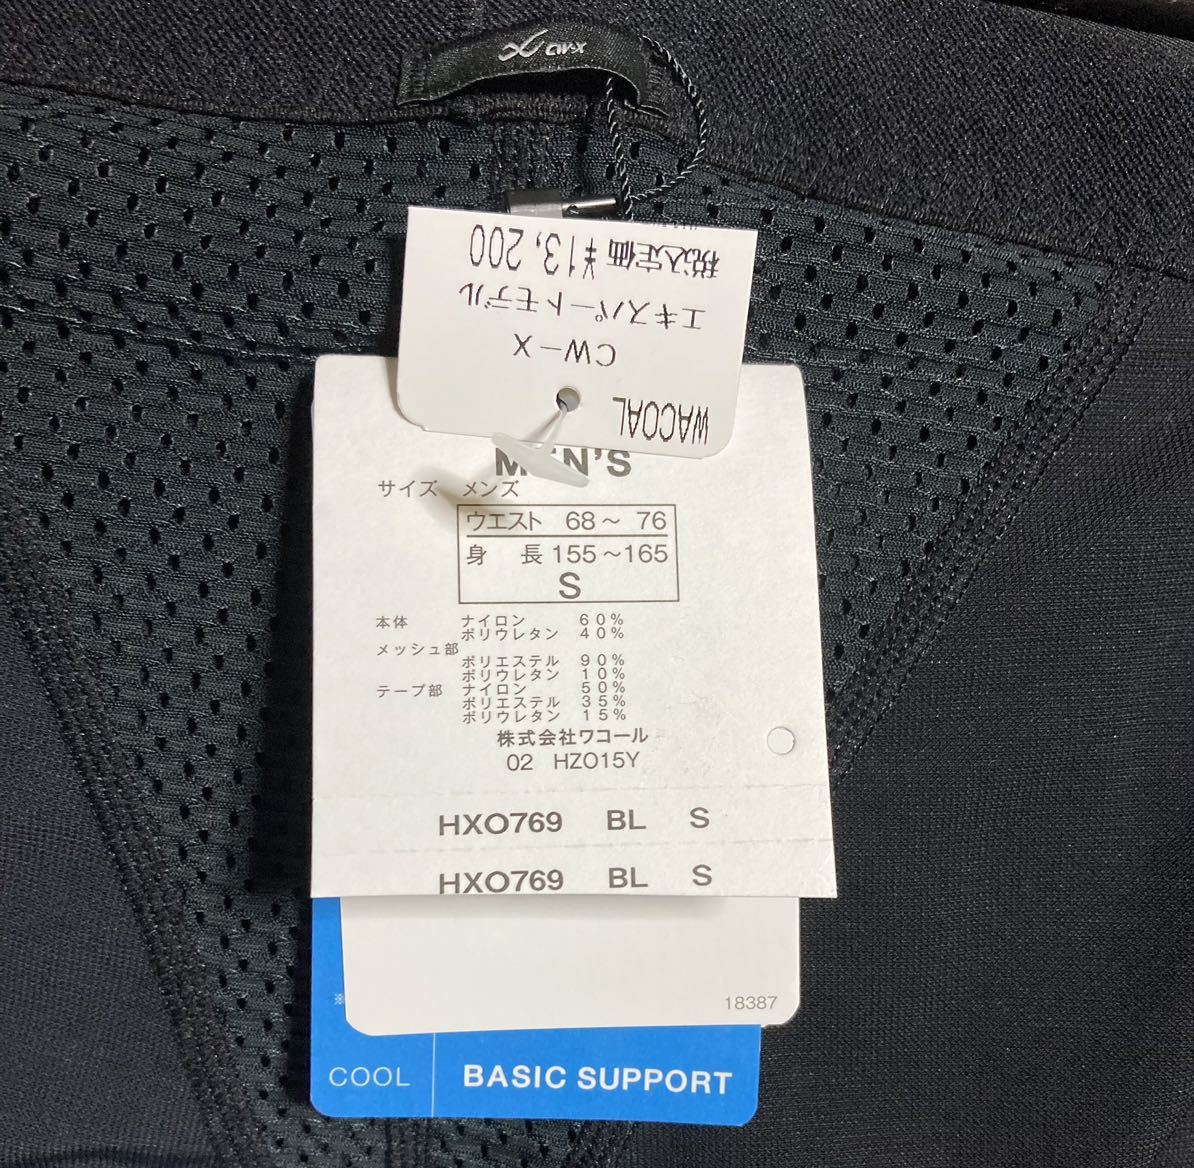 CW-X
WACOAL
CW-X
エキスパートモデル
税込定価 ¥13,200
MEN'S
サイズ メンズ
ウエスト 68～ 76
身 長 155～165
S
本体 ナイロン 60%
ポリウレタン 40%
メッシュ部
ポリエステル 90%
ポリウレタン 10%
テープ部 ナイロン 50%
ポリエステル 35%
ポリウレタン 15%
株式会社ワコール
02 HZO15Y
HXO769 BL S
HXO769 BL S
18387
※
COOL BASIC SUPPORT